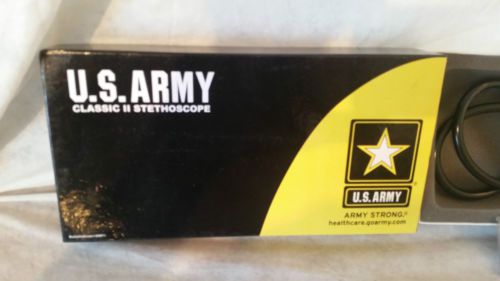 U.S. ARMY
CLASSIC II STETHOSCOPE
U.S. ARMY
ARMY STRONG.
healthcare.goarmy.com